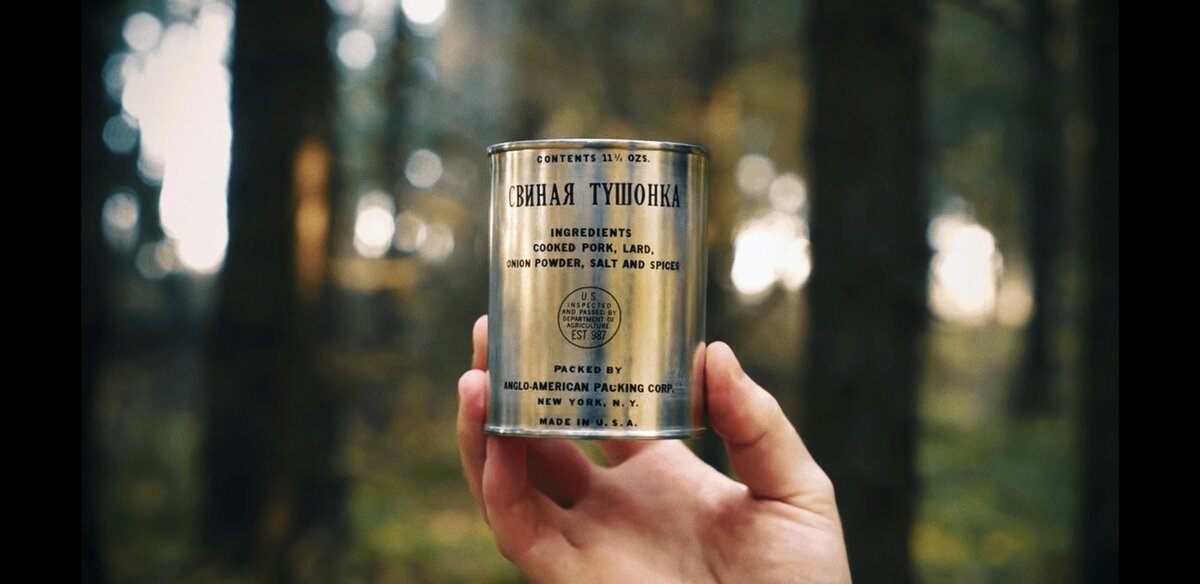 CONTENTS 11½ OZS.
СВИНАЯ ТУШОНКА
INGREDIENTS
COOKED PORK, LARD,
ONION POWDER, SALT AND SPICES
U.S.
INSPECTED
AND PASSED BY
DEPARTMENT OF
AGRICULTURE
EST. 987
PACKED BY
ANGLO-AMERICAN PACKING CORP.
NEW YORK, N. Y.
MADE IN U. S. A.